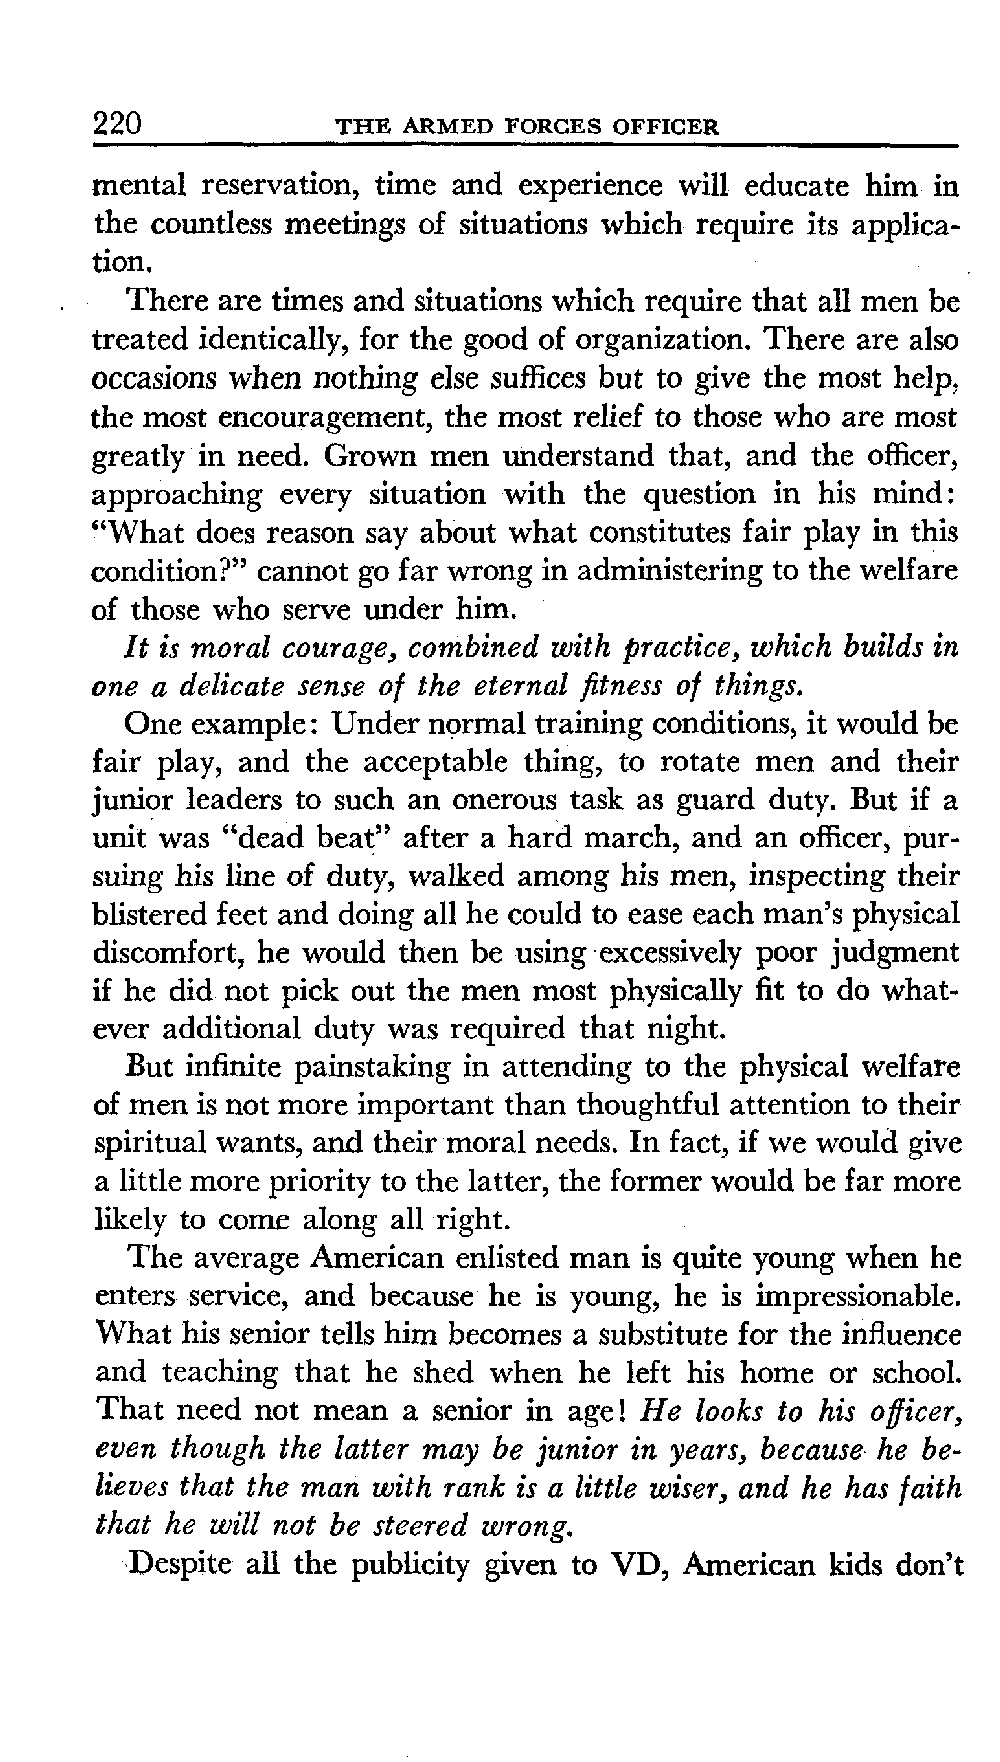 220 THE ARMED FORCES OFFICER
mental reservation, time and experience will educate him in
the countless meetings of situations which require its applica-
tion.
There are times and situations which require that all men be
treated identically, for the good of organization. There are also
occasions when nothing else suffices but to give the most help,
the most encouragement, the most relief to those who are most
greatly in need. Grown men understand that, and the officer,
approaching every situation with the question in his mind:
"What does reason say about what constitutes fair play in this
condition?" cannot go far wrong in administering to the welfare
of those who serve under him.
It is moral courage, combined with practice, which builds in
one a delicate sense of the eternal fitness of things.
One example: Under normal training conditions, it would be
fair play, and the acceptable thing, to rotate men and their
junior leaders to such an onerous task as guard duty. But if a
unit was "dead beat" after a hard march, and an officer, pur-
suing his line of duty, walked among his men, inspecting their
blistered feet and doing all he could to ease each man's physical
discomfort, he would then be using excessively poor judgment
if he did not pick out the men most physically fit to do what-
ever additional duty was required that night.
But infinite painstaking in attending to the physical welfare
of men is not more important than thoughtful attention to their
spiritual wants, and their moral needs. In fact, if we would give
a little more priority to the latter, the former would be far more
likely to come along all right.
The average American enlisted man is quite young when he
enters service, and because he is young, he is impressionable.
What his senior tells him becomes a substitute for the influence
and teaching that he shed when he left his home or school.
That need not mean a senior in age! He looks to his officer,
even though the latter may be junior in years, because he be-
lieves that the man with rank is a little wiser, and he has faith
that he will not be steered wrong.
Despite all the publicity given to VD, American kids don't